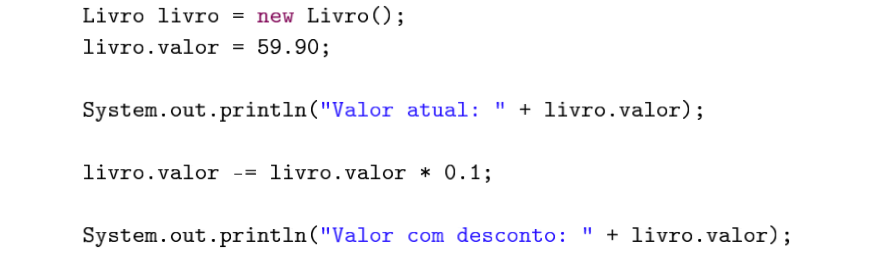 Livro livro = new Livro();
livro.valor = 59.90;
System.out.println("Valor atual: " + livro.valor);
livro.valor -= livro.valor * 0.1;
System.out.println("Valor com desconto: " + livro.valor);